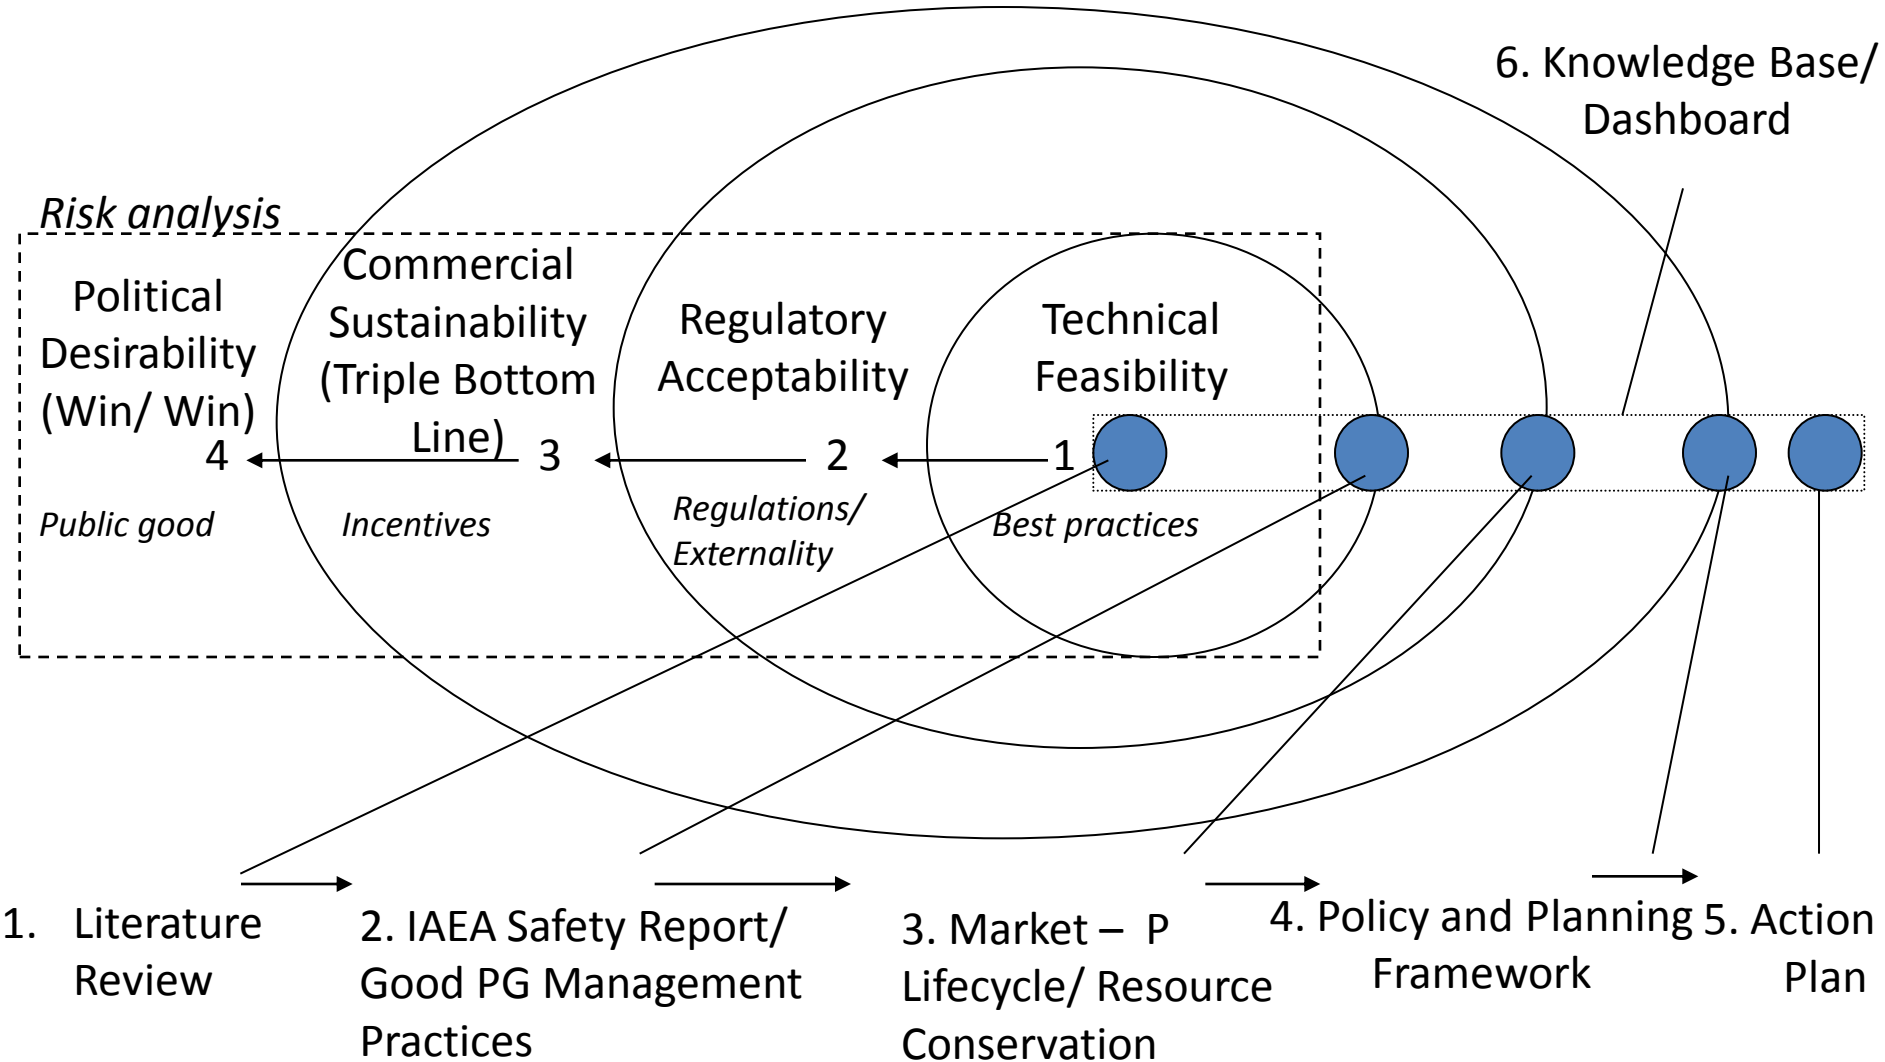 6. Knowledge Base/
Dashboard
Risk analysis
Political
Desirability
(Win/ Win)
4
Public good
Commercial
Sustainability
(Triple Bottom
Line)
3
Incentives
Regulatory
Acceptability
2
Regulations/
Externality
Technical
Feasibility
1
Best practices
1. Literature
Review
2. IAEA Safety Report/
Good PG Management
Practices
3. Market – P
Lifecycle/ Resource
Conservation
4. Policy and Planning
Framework
5. Action
Plan